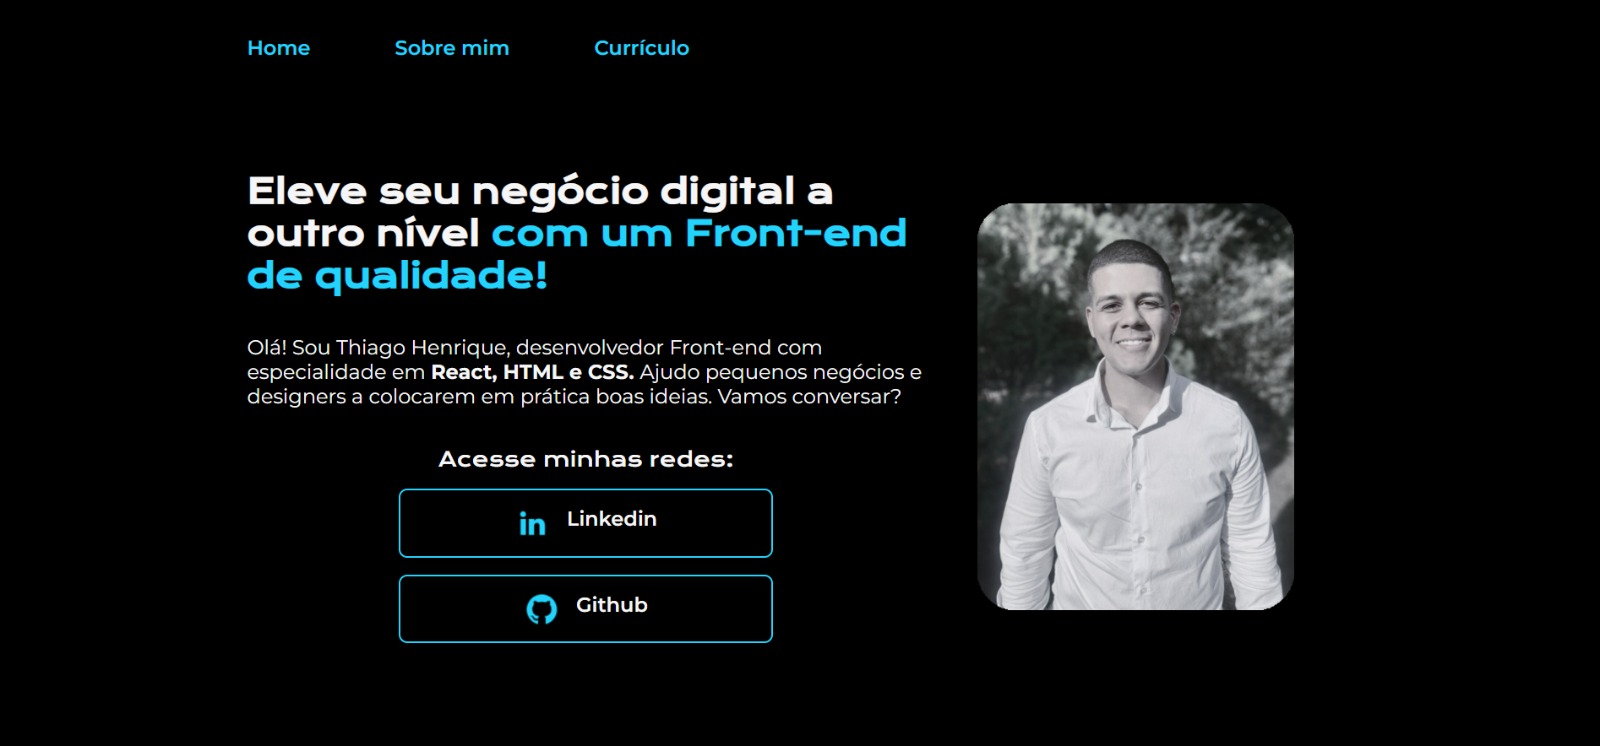 Home Sobre mim Currículo
Eleve seu negócio digital a
outro nível com um Front-end
de qualidade!
Olá! Sou Thiago Henrique, desenvolvedor Front-end com
especialidade em React, HTML e CSS. Ajudo pequenos negócios e
designers a colocarem em prática boas ideias. Vamos conversar?
Acesse minhas redes:
in Linkedin
Github